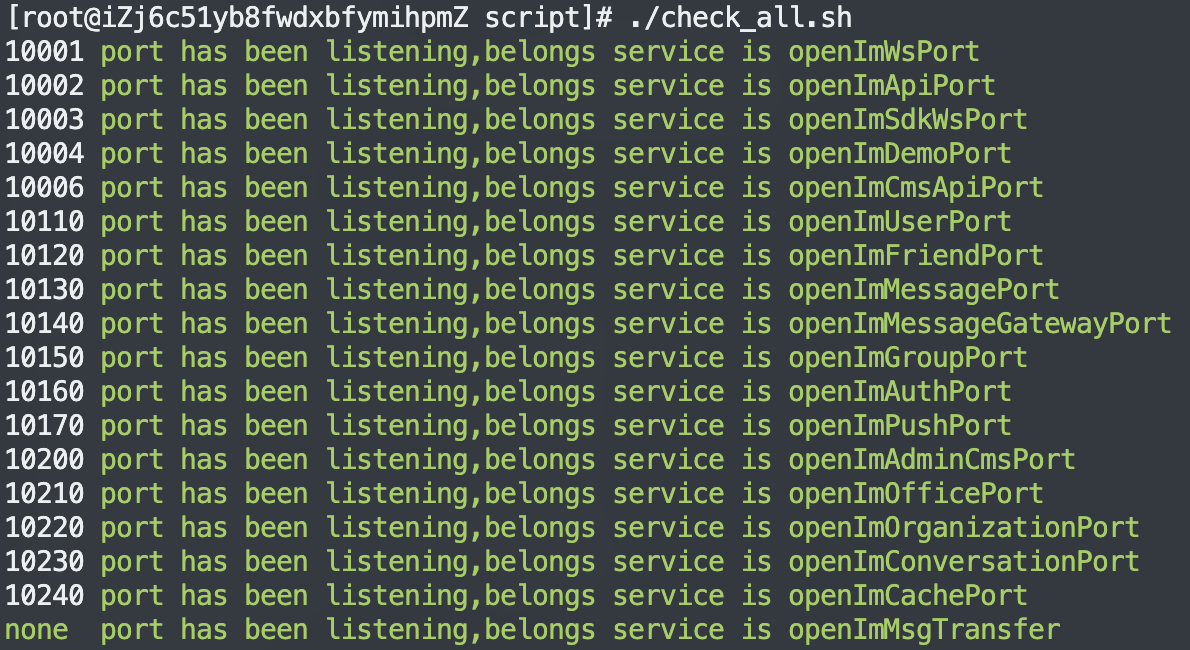 [root@iZj6c51yb8fwdxbfymihpmZ script]# ./check_all.sh
10001 port has been listening,belongs service is openImWsPort
10002 port has been listening,belongs service is openImApiPort
10003 port has been listening,belongs service is openImSdkWsPort
10004 port has been listening,belongs service is openImDemoPort
10006 port has been listening,belongs service is openImCmsApiPort
10110 port has been listening,belongs service is openImUserPort
10120 port has been listening,belongs service is openImFriendPort
10130 port has been listening,belongs service is openImMessagePort
10140 port has been listening,belongs service is openImMessageGatewayPort
10150 port has been listening,belongs service is openImGroupPort
10160 port has been listening,belongs service is openImAuthPort
10170 port has been listening,belongs service is openImPushPort
10200 port has been listening,belongs service is openImAdminCmsPort
10210 port has been listening,belongs service is openImOfficePort
10220 port has been listening,belongs service is openImOrganizationPort
10230 port has been listening,belongs service is openImConversationPort
10240 port has been listening,belongs service is openImCachePort
none  port has been listening,belongs service is openImMsgTransfer